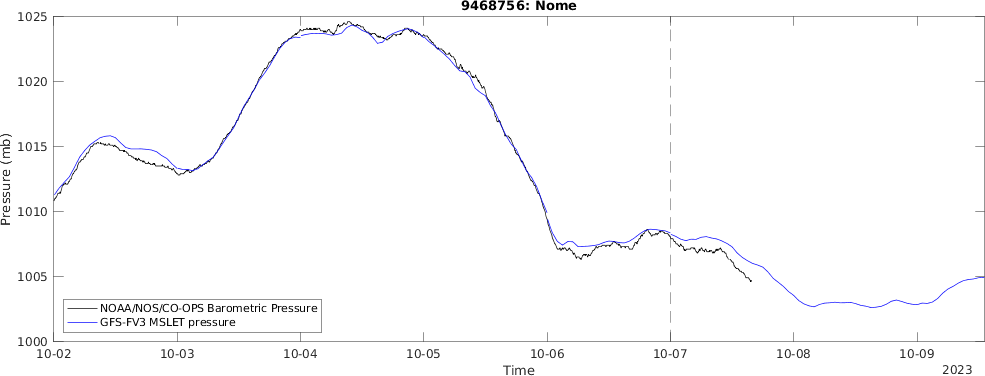 9468756: Nome
1025
1020
1015
1010
1005
1000
Pressure (mb)
NOAA/NOS/CO-OPS Barometric Pressure
GFS-FV3 MSLET pressure
10-02 10-03 10-04 10-05 10-06 10-07 10-08 10-09
Time
2023